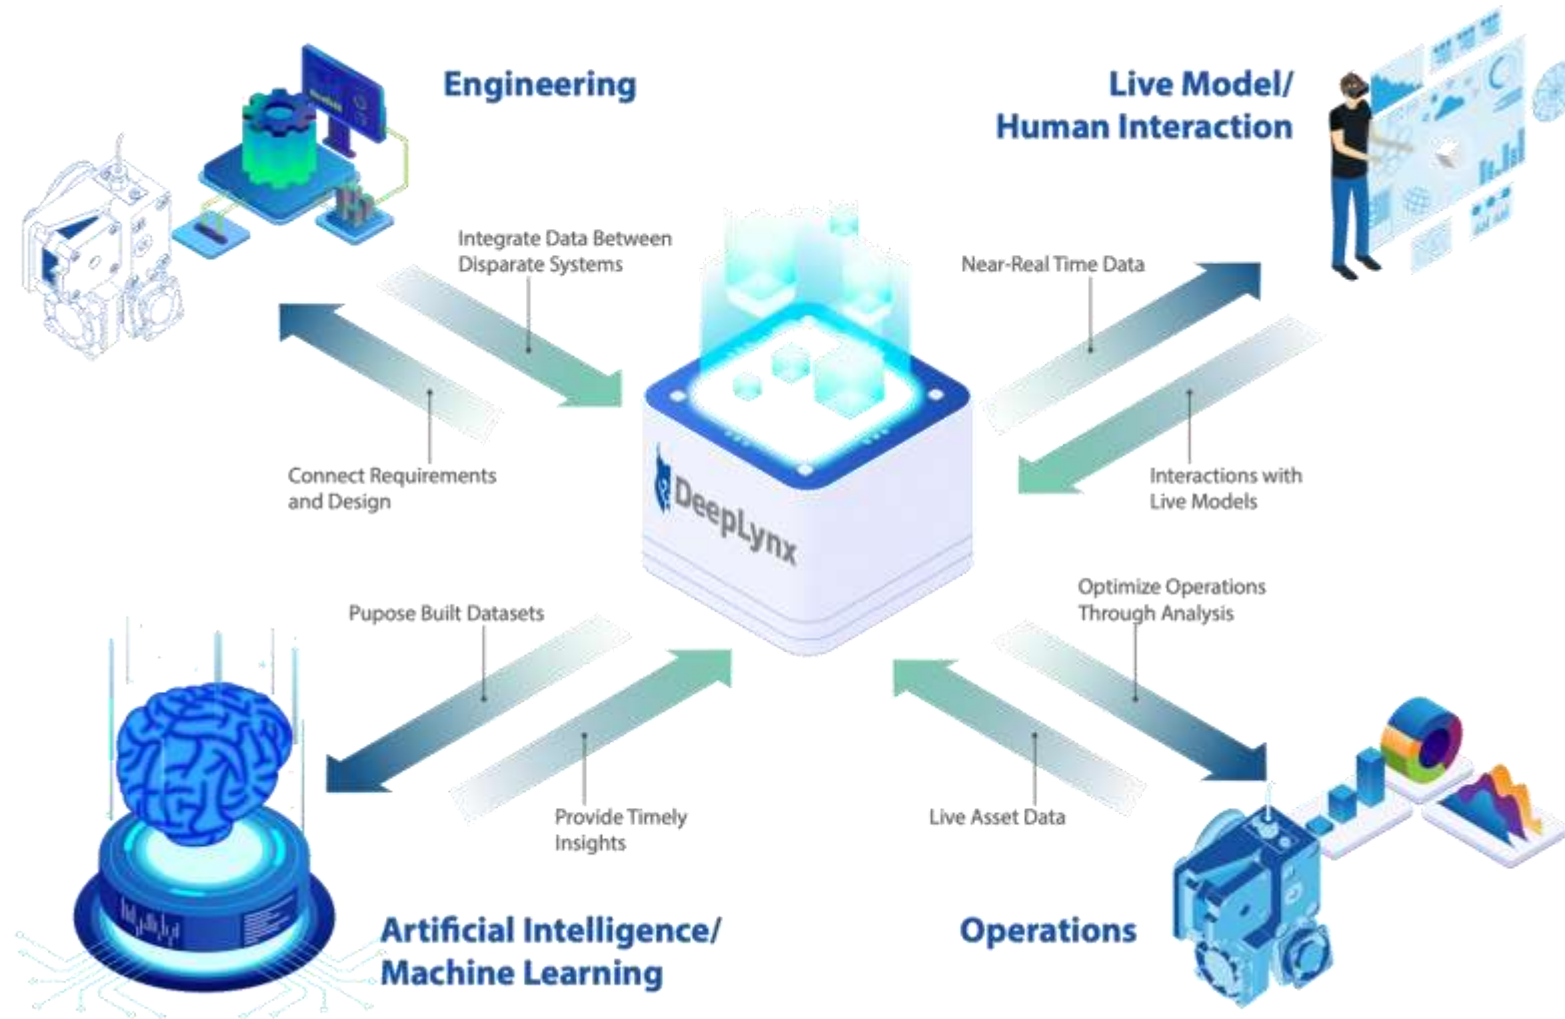 Engineering
Live Model/
Human Interaction
Integrate Data Between
Disparate Systems
Near-Real Time Data
Connect Requirements
and Design
DeepLynx
Interactions with
Live Models
Pupose Built Datasets
Optimize Operations
Through Analysis
Provide Timely
Insights
Live Asset Data
Artificial Intelligence/
Machine Learning
Operations